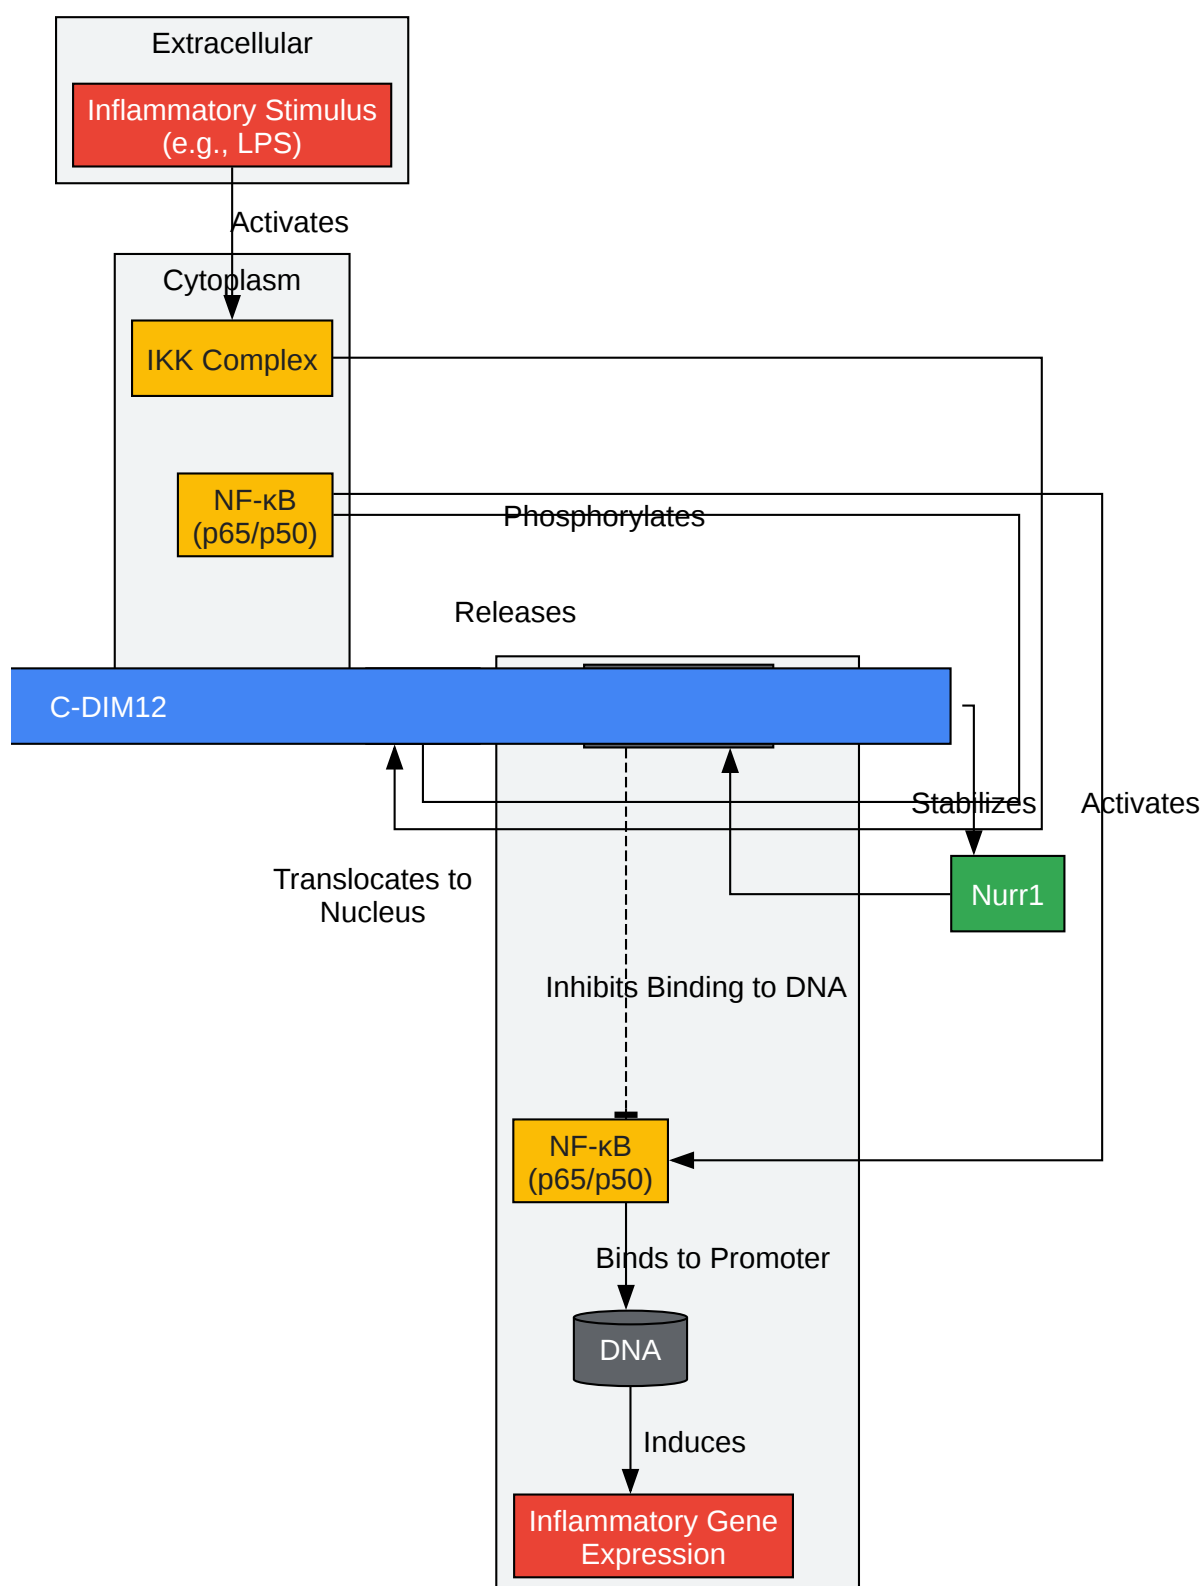 Extracellular
Inflammatory Stimulus
(e.g., LPS)
Activates
Cytoplasm
IKK Complex
NF-κB
(p65/p50)
Phosphorylates
Releases
C-DIM12
Stabilizes
Activates
Translocates to
Nucleus
Nurr1
Inhibits Binding to DNA
NF-κB
(p65/p50)
Binds to Promoter
DNA
Induces
Inflammatory Gene
Expression